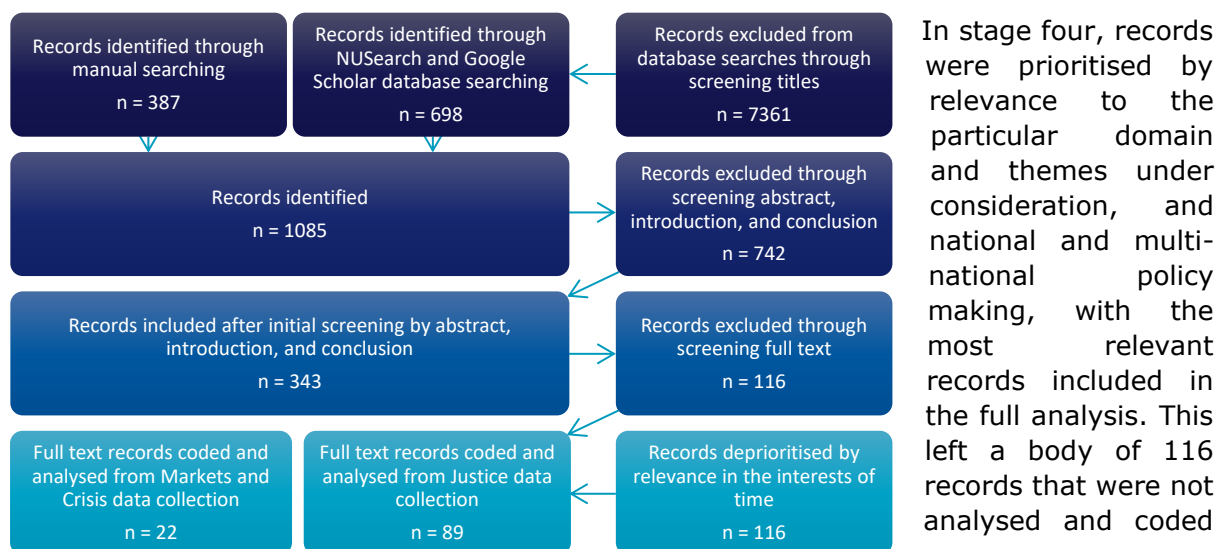 Records identified through
manual searching
n = 387
Records identified through
NUSearch and Google
Scholar database searching
n = 698
Records excluded from
database searches through
screening titles
n = 7361
Records identified
n = 1085
Records excluded through
screening abstract,
introduction, and conclusion
n = 742
Records included after initial screening by abstract,
introduction, and conclusion
n = 343
Records excluded through
screening full text
n = 116
Full text records coded and
analysed from Markets and
Crisis data collection
n = 22
Full text records coded and
analysed from Justice data
collection
n = 89
Records deprioritised by
relevance in the interests of
time
n = 116
In stage four, records
were prioritised by
relevance to the
particular domain
and themes under
consideration, and
national and multi-
national policy
making, with the
most relevant
records included in
the full analysis. This
left a body of 116
records that were not
analysed and coded